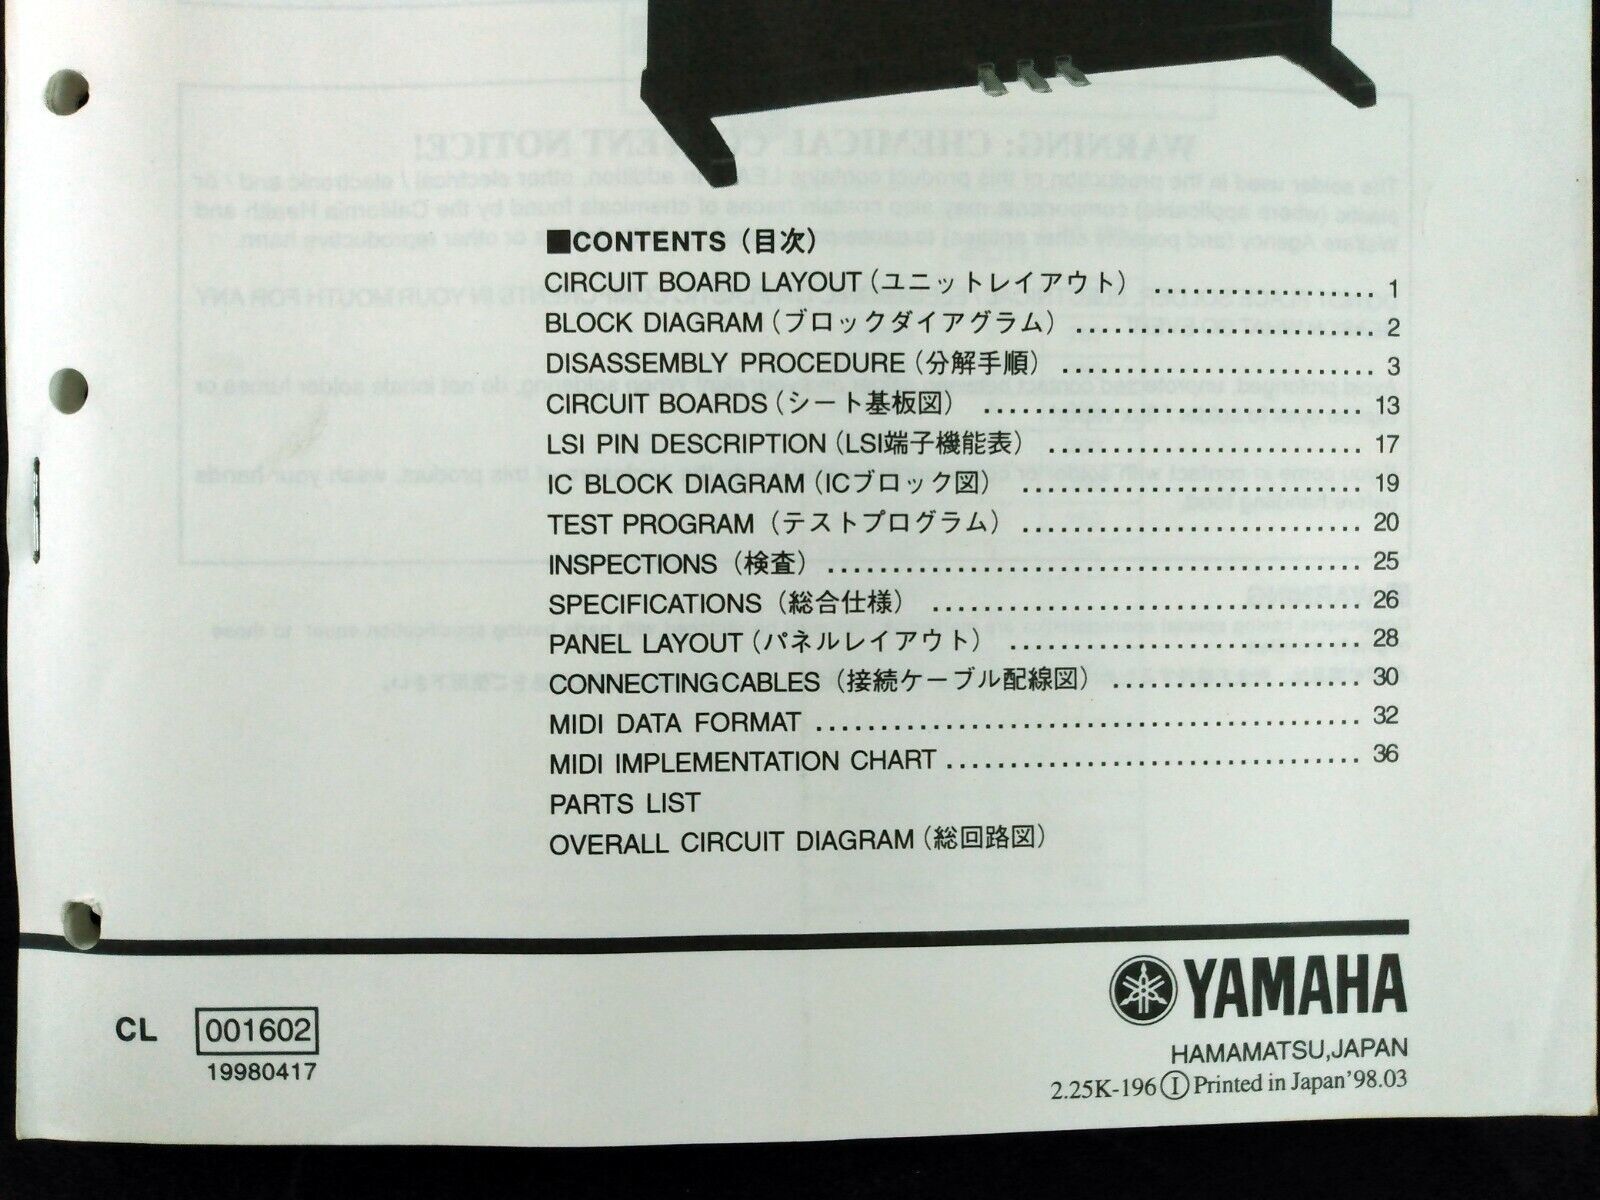 ■CONTENTS（目次）
CIRCUIT BOARD LAYOUT（ユニットレイアウト） .................. 1
BLOCK DIAGRAM（ブロックダイアグラム） ...................... 2
DISASSEMBLY PROCEDURE（分解手順） ....................... 3
CIRCUIT BOARDS（シート基板図） ............................ 13
LSI PIN DESCRIPTION（LSI端子機能表） ....................... 17
IC BLOCK DIAGRAM（ICブロック図） .......................... 19
TEST PROGRAM（テストプログラム） ......................... 20
INSPECTIONS（検査） ........................................ 25
SPECIFICATIONS（総合仕様） ................................ 26
PANEL LAYOUT（パネルレイアウト） .......................... 28
CONNECTING CABLES（接続ケーブル配線図） .................. 30
MIDI DATA FORMAT ......................................... 32
MIDI IMPLEMENTATION CHART ............................... 36
PARTS LIST
OVERALL CIRCUIT DIAGRAM（総回路図）
YAMAHA
CL 001602
19980417
HAMAMATSU,JAPAN
2.25K-196 Ⓘ Printed in Japan'98.03